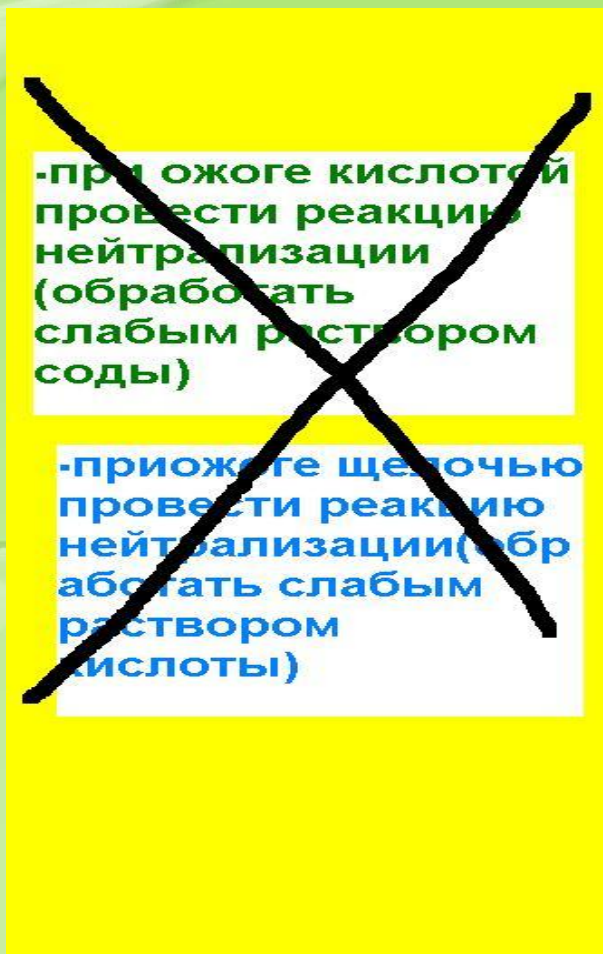 -при ожоге кислотой
провести реакцию
нейтрализации
(обработать
слабым раствором
соды)
-приожоге щелочью
провести реакцию
нейтрализации(обр
аботать слабым
раствором
кислоты)